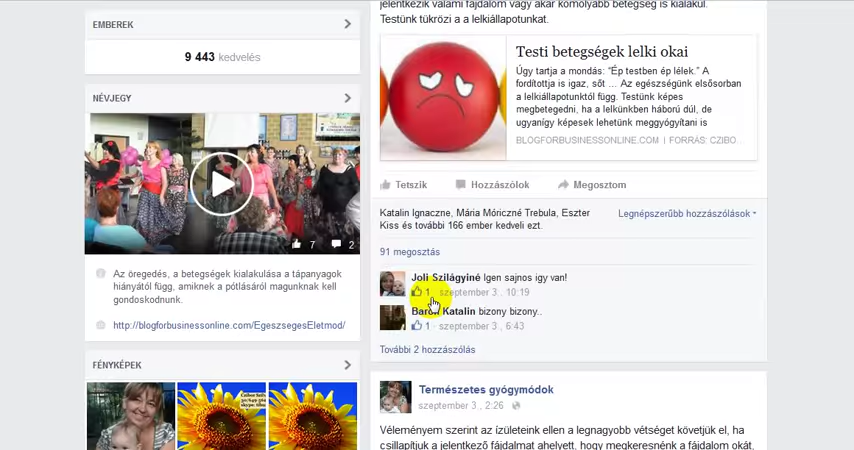 EMBEREK
9 443 kedvelés
NÉVJEGY
7 2
Az öregedés, a betegségek kialakulása a tápanyagok
hiányától függ, amiknek a pótlásáról magunknak kell
gondoskodnunk.
http://blogforbusinessonline.com/EgeszsegesEletmod/
FÉNYKÉPEK
jelentkezik valami fájdalom vagy akár komolyabb betegség is kialakul.
Testünk tükrözi a a lelkiállapotunkat.
Testi betegségek lelki okai
Úgy tartja a mondás: “Ép testben ép lélek.” A
fordítottja is igaz, sőt … Az egészségünk elsősorban
a lelkiállapotunktól függ. Testünk képes
megbetegedni, ha a lelkünkben háború dúl, de
ugyanígy képesek lehetünk meggyógyítani is
BLOGFORBUSINESSONLINE.COM | FORRÁS: CZIBO...
Tetszik Hozzászólok Megosztom
Katalin Ignaczne, Mária Móriczné Trebula, Eszter
Kiss és további 166 ember kedveli ezt.
Legnépszerűbb hozzászólások
91 megosztás
Joli Szilágyiné Igen sajnos igy van!
1 · szeptember 3., 10:19
Katalin bizony bizony..
1 · szeptember 3., 6:43
További 2 hozzászólás
Természetes gyógymódok
szeptember 3., 2:26
Véleményem szerint az ízületeink ellen a legnagyobb vétséget követjük el, ha
csillapítjuk a jelentkező fájdalmat ahelyett, hogy megkeresnénk a fájdalom okát,